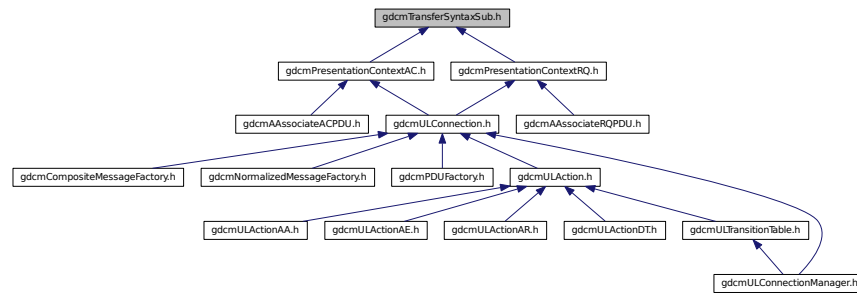 gdcmTransferSyntaxSub.h
gdcmPresentationContextAC.h
gdcmPresentationContextRQ.h
gdcmAAssociateACPDU.h
gdcmULConnection.h
gdcmAAssociateRQPDU.h
gdcmCompositeMessageFactory.h
gdcmNormalizedMessageFactory.h
gdcmPDUFactory.h
gdcmULAction.h
gdcmULActionAA.h
gdcmULActionAE.h
gdcmULActionAR.h
gdcmULActionDT.h
gdcmULTransitionTable.h
gdcmULConnectionManager.h